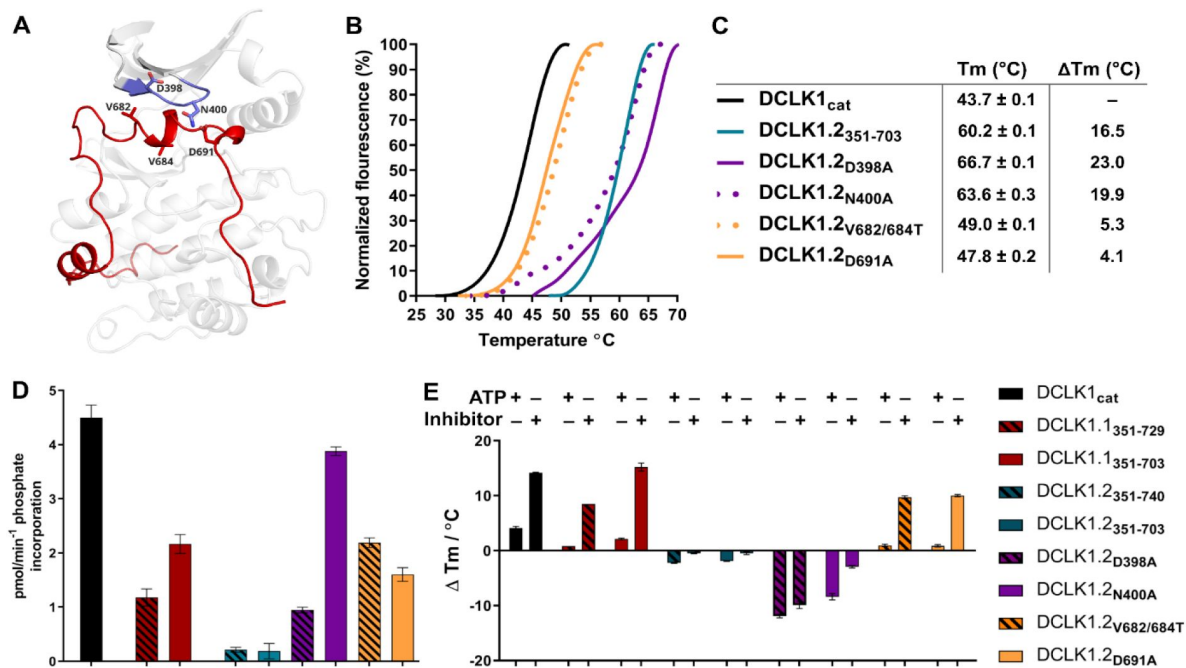 A
D398
N400
V682
V684
D691
B
Normalized flourescence (%)
100
90
80
70
60
50
40
30
20
10
0
25 30 35 40 45 50 55 60 65 70
Temperature °C
C
Tm (°C) ΔTm (°C)
DCLK1cat 43.7 ± 0.1 –
DCLK1.2351-703 60.2 ± 0.1 16.5
DCLK1.2D398A 66.7 ± 0.1 23.0
DCLK1.2N400A 63.6 ± 0.3 19.9
DCLK1.2V682/684T 49.0 ± 0.1 5.3
DCLK1.2D691A 47.8 ± 0.2 4.1
D
pmol/min⁻¹ phosphate
incorporation
5
4
3
2
1
0
E
ATP + – + – + – + – + – + – + – + – + –
Inhibitor – + – + – + – + – + – + – + – + – +
Δ Tm / °C
20
10
0
-10
-20
DCLK1cat
DCLK1.1351-729
DCLK1.1351-703
DCLK1.2351-740
DCLK1.2351-703
DCLK1.2D398A
DCLK1.2N400A
DCLK1.2V682/684T
DCLK1.2D691A